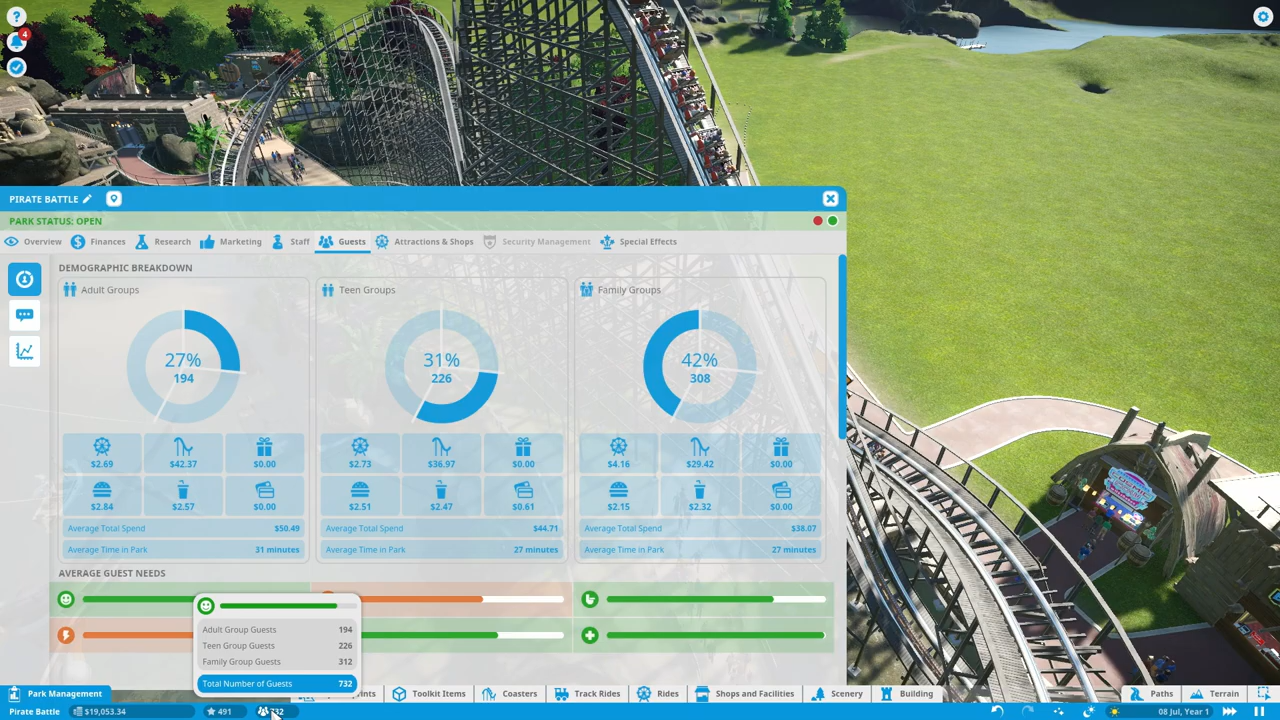 ?
4
PIRATE BATTLE
PARK STATUS: OPEN
Overview Finances Research Marketing Staff Guests Attractions & Shops Security Management Special Effects
DEMOGRAPHIC BREAKDOWN
Adult Groups
27%
194
$2.69 $42.37 $0.00
$2.84 $2.57 $0.00
Average Total Spend $50.49
Average Time in Park 31 minutes
Teen Groups
31%
226
$2.73 $36.97 $0.00
$2.51 $2.47 $0.61
Average Total Spend $44.71
Average Time in Park 27 minutes
Family Groups
42%
308
$4.16 $29.42 $0.00
$2.15 $2.32 $0.00
Average Total Spend $38.07
Average Time in Park 27 minutes
AVERAGE GUEST NEEDS
Adult Group Guests 194
Teen Group Guests 226
Family Group Guests 312
Total Number of Guests 732
Park Management Toolkit Items Coasters Track Rides Rides Shops and Facilities Scenery Building Paths Terrain
Pirate Battle $19,053.34 491 732 08 Jul, Year 1